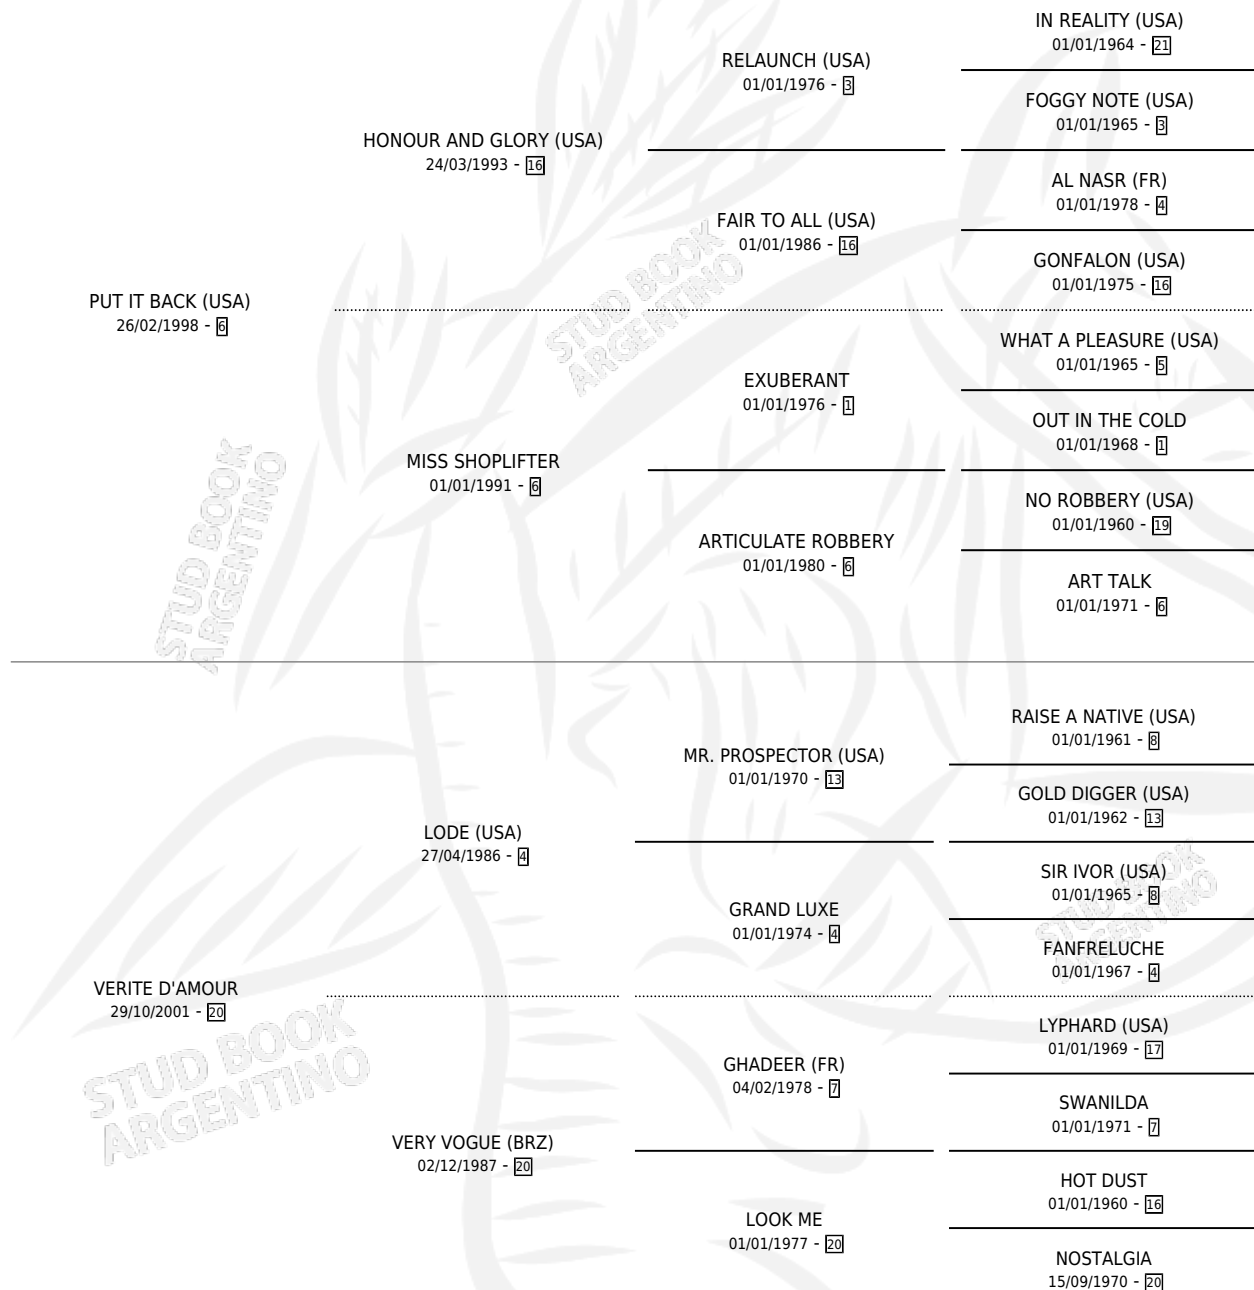 IN REALITY (USA)
01/01/1964 - 21
RELAUNCH (USA)
01/01/1976 - 3
FOGGY NOTE (USA)
01/01/1965 - 3
HONOUR AND GLORY (USA)
24/03/1993 - 16
AL NASR (FR)
01/01/1978 - 4
FAIR TO ALL (USA)
01/01/1986 - 16
GONFALON (USA)
01/01/1975 - 16
PUT IT BACK (USA)
26/02/1998 - 6
STUD BOOK
ARGENTINO
WHAT A PLEASURE (USA)
01/01/1965 - 5
EXUBERANT
01/01/1976 - 1
OUT IN THE COLD
01/01/1968 - 1
MISS SHOPLIFTER
01/01/1991 - 6
NO ROBBERY (USA)
01/01/1960 - 19
ARTICULATE ROBBERY
01/01/1980 - 6
ART TALK
01/01/1971 - 6
STUD BOOK
ARGENTINO
RAISE A NATIVE (USA)
01/01/1961 - 8
MR. PROSPECTOR (USA)
01/01/1970 - 13
GOLD DIGGER (USA)
01/01/1962 - 13
LODE (USA)
27/04/1986 - 4
SIR IVOR (USA)
01/01/1965 - 8
STUD BOOK
ARGENTINO
GRAND LUXE
01/01/1974 - 4
FANFRELUCHE
01/01/1967 - 4
VERITE D'AMOUR
29/10/2001 - 20
STUD BOOK
ARGENTINO
LYPHARD (USA)
01/01/1969 - 17
GHADEER (FR)
04/02/1978 - 7
SWANILDA
01/01/1971 - 7
VERY VOGUE (BRZ)
02/12/1987 - 20
HOT DUST
01/01/1960 - 16
LOOK ME
01/01/1977 - 20
NOSTALGIA
15/09/1970 - 20